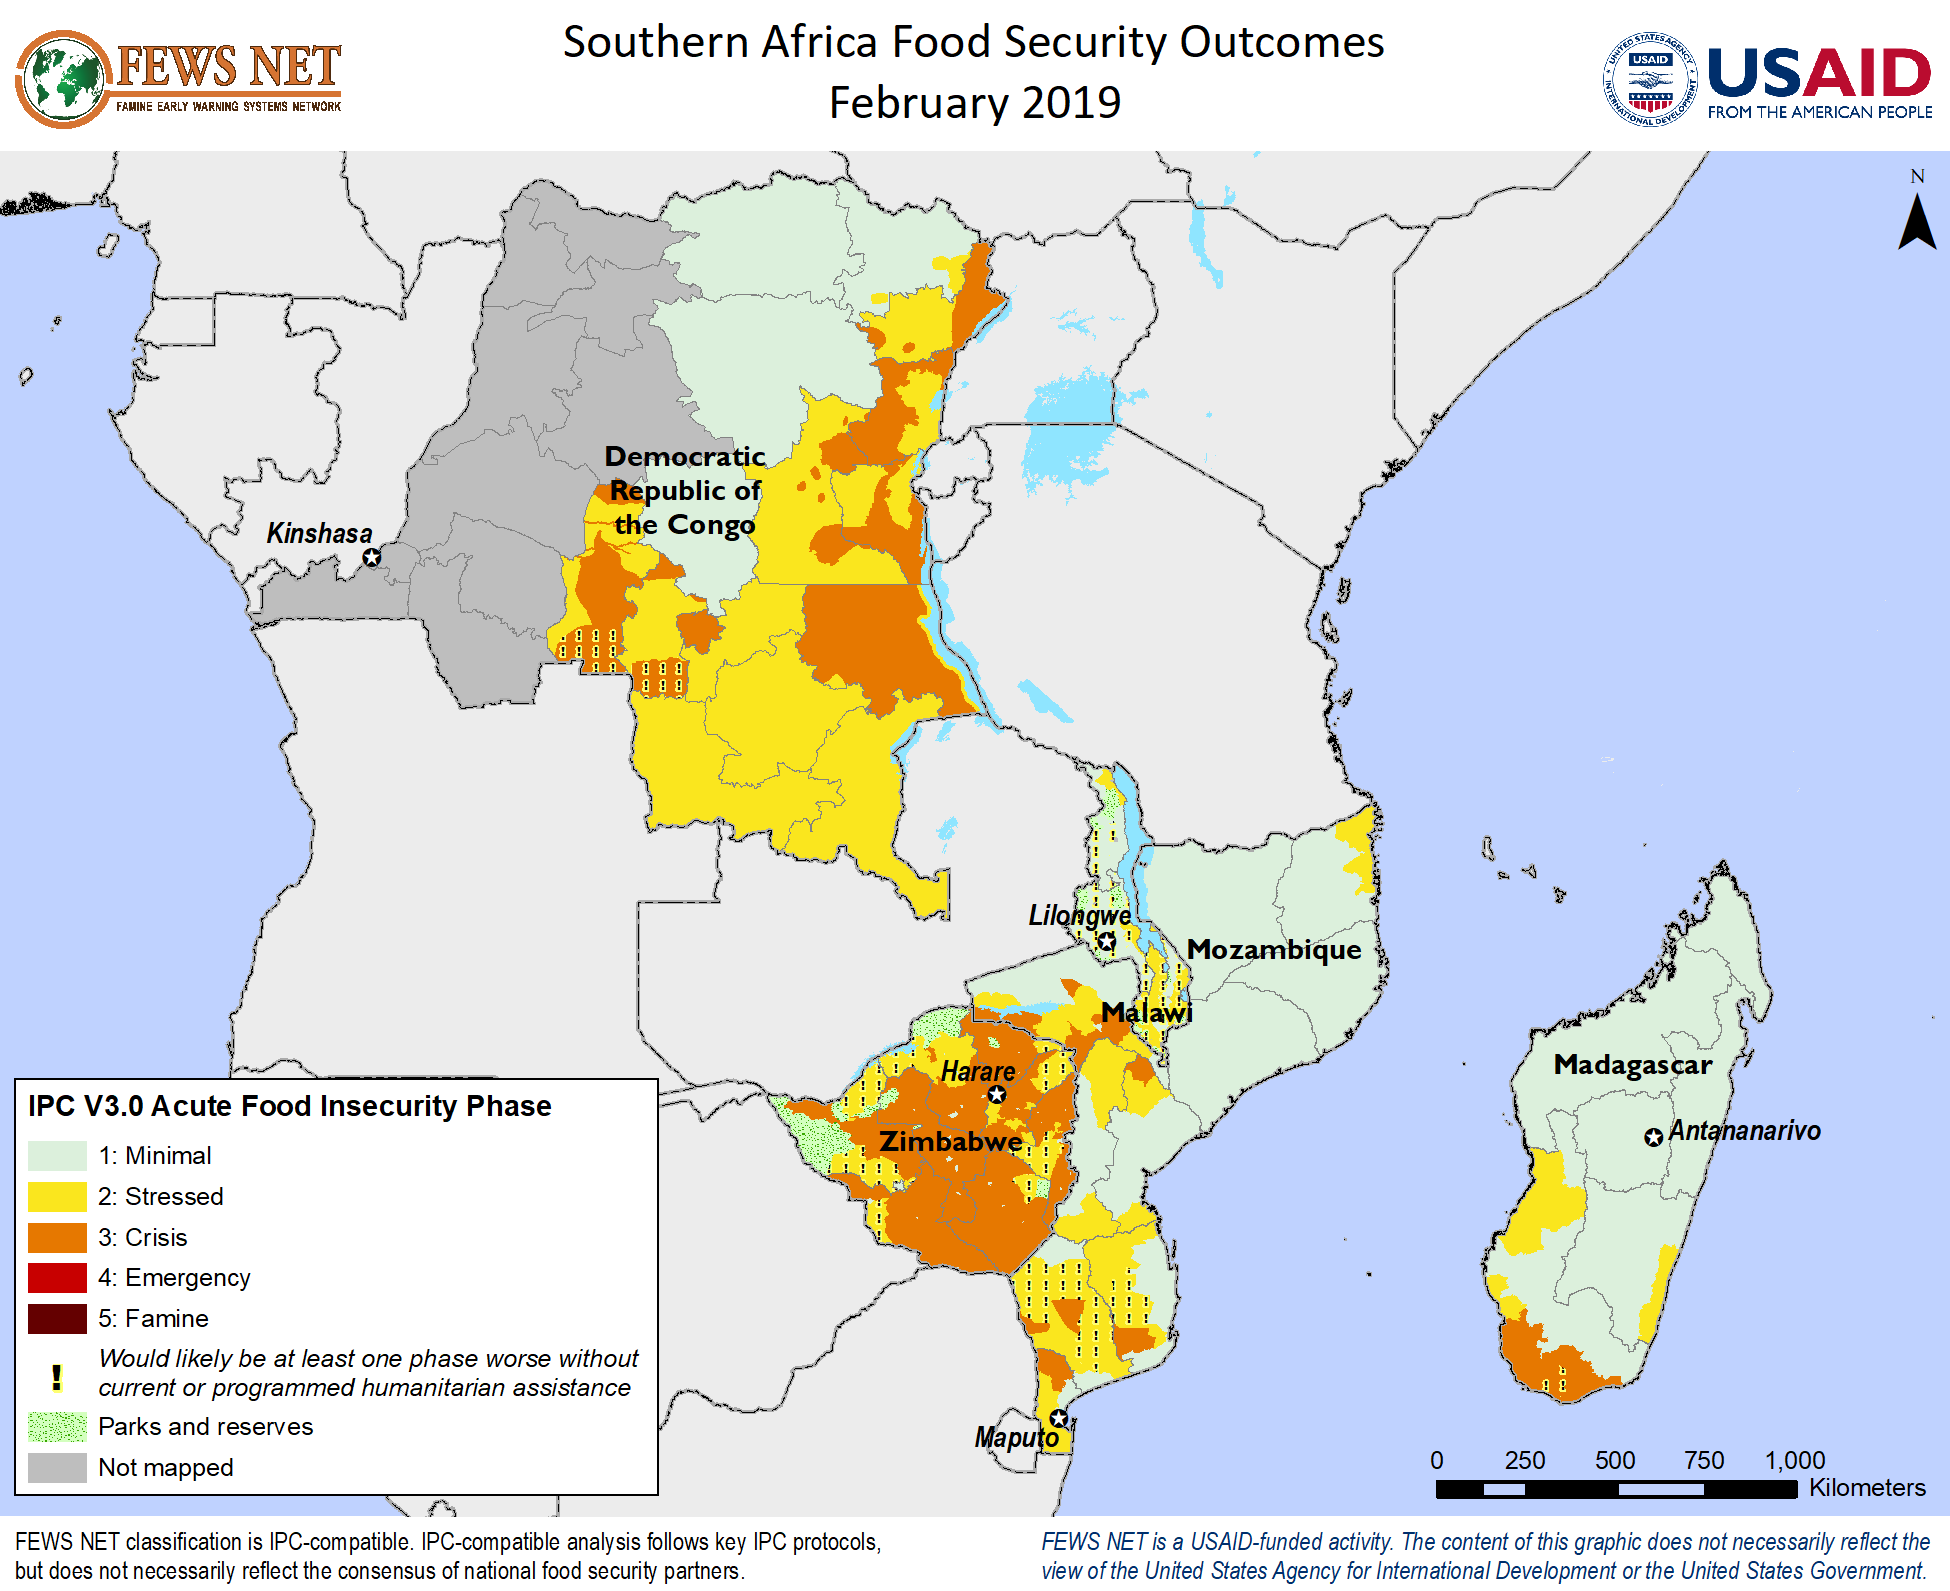 FEWS NET
FAMINE EARLY WARNING SYSTEMS NETWORK
Southern Africa Food Security Outcomes
February 2019
UNITED STATES AGENCY
USAID
INTERNATIONAL DEVELOPMENT
USAID
FROM THE AMERICAN PEOPLE
N
Democratic
Republic of
the Congo
Kinshasa
Lilongwe
Mozambique
Malawi
Harare
Zimbabwe
Madagascar
Antananarivo
Maputo
IPC V3.0 Acute Food Insecurity Phase
1: Minimal
2: Stressed
3: Crisis
4: Emergency
5: Famine
! Would likely be at least one phase worse without
current or programmed humanitarian assistance
Parks and reserves
Not mapped
0 250 500 750 1,000
Kilometers
FEWS NET classification is IPC-compatible. IPC-compatible analysis follows key IPC protocols,
but does not necessarily reflect the consensus of national food security partners.
FEWS NET is a USAID-funded activity. The content of this graphic does not necessarily reflect the
view of the United States Agency for International Development or the United States Government.